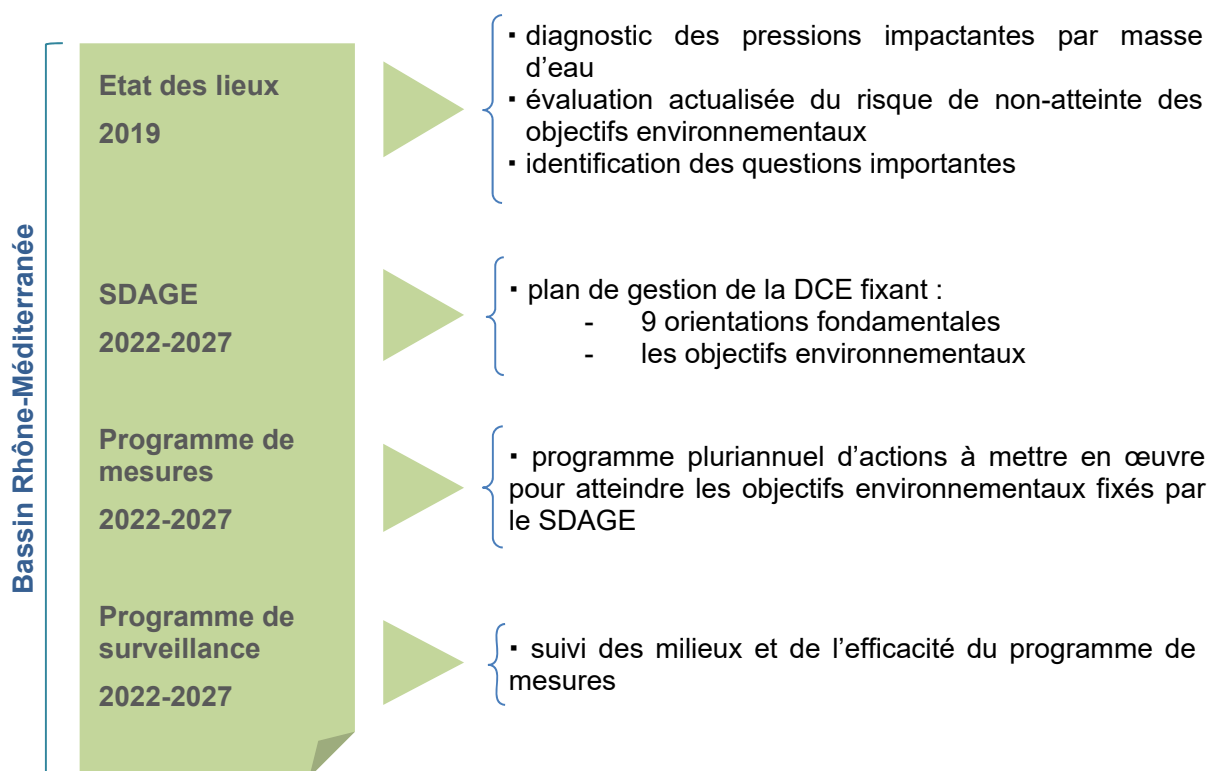 Bassin Rhône-Méditerranée
Etat des lieux
2019
▪ diagnostic des pressions impactantes par masse
d’eau
▪ évaluation actualisée du risque de non-atteinte des
objectifs environnementaux
▪ identification des questions importantes
SDAGE
2022-2027
▪ plan de gestion de la DCE fixant :
- 9 orientations fondamentales
- les objectifs environnementaux
Programme de
mesures
2022-2027
▪ programme pluriannuel d’actions à mettre en œuvre
pour atteindre les objectifs environnementaux fixés par
le SDAGE
Programme de
surveillance
2022-2027
▪ suivi des milieux et de l’efficacité du programme de
mesures